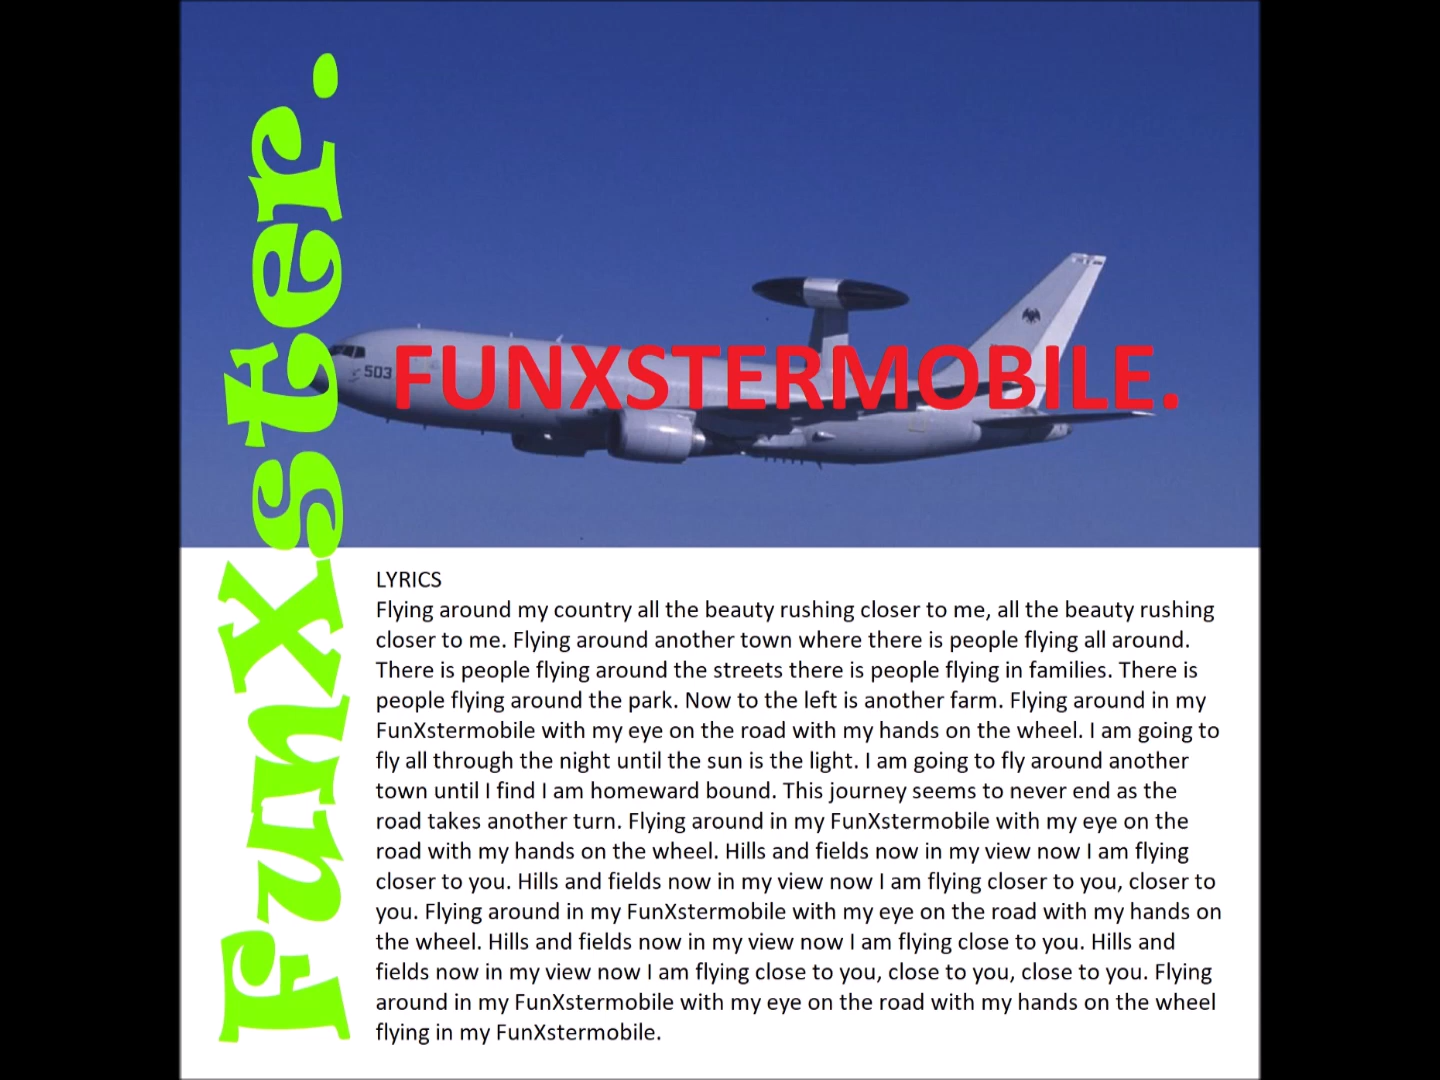 FunXster.
503
FUNXSTERMOBILE.
LYRICS
Flying around my country all the beauty rushing closer to me, all the beauty rushing
closer to me. Flying around another town where there is people flying all around.
There is people flying around the streets there is people flying in families. There is
people flying around the park. Now to the left is another farm. Flying around in my
FunXstermobile with my eye on the road with my hands on the wheel. I am going to
fly all through the night until the sun is the light. I am going to fly around another
town until I find I am homeward bound. This journey seems to never end as the
road takes another turn. Flying around in my FunXstermobile with my eye on the
road with my hands on the wheel. Hills and fields now in my view now I am flying
closer to you. Hills and fields now in my view now I am flying closer to you, closer to
you. Flying around in my FunXstermobile with my eye on the road with my hands on
the wheel. Hills and fields now in my view now I am flying close to you. Hills and
fields now in my view now I am flying close to you, close to you, close to you. Flying
around in my FunXstermobile with my eye on the road with my hands on the wheel
flying in my FunXstermobile.